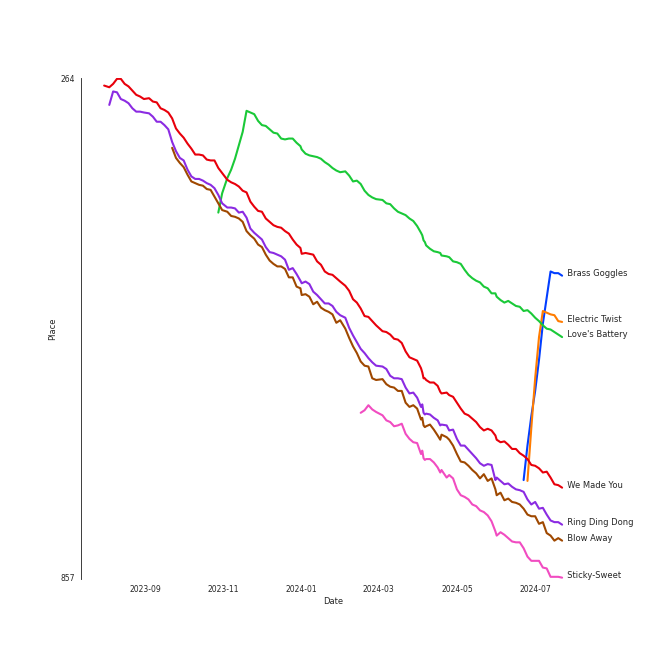 264
Brass Goggles
Electric Twist
Love's Battery
Place
We Made You
Ring Ding Dong
Blow Away
Sticky-Sweet
857
2023-09 2023-11 2024-01 2024-03 2024-05 2024-07
Date